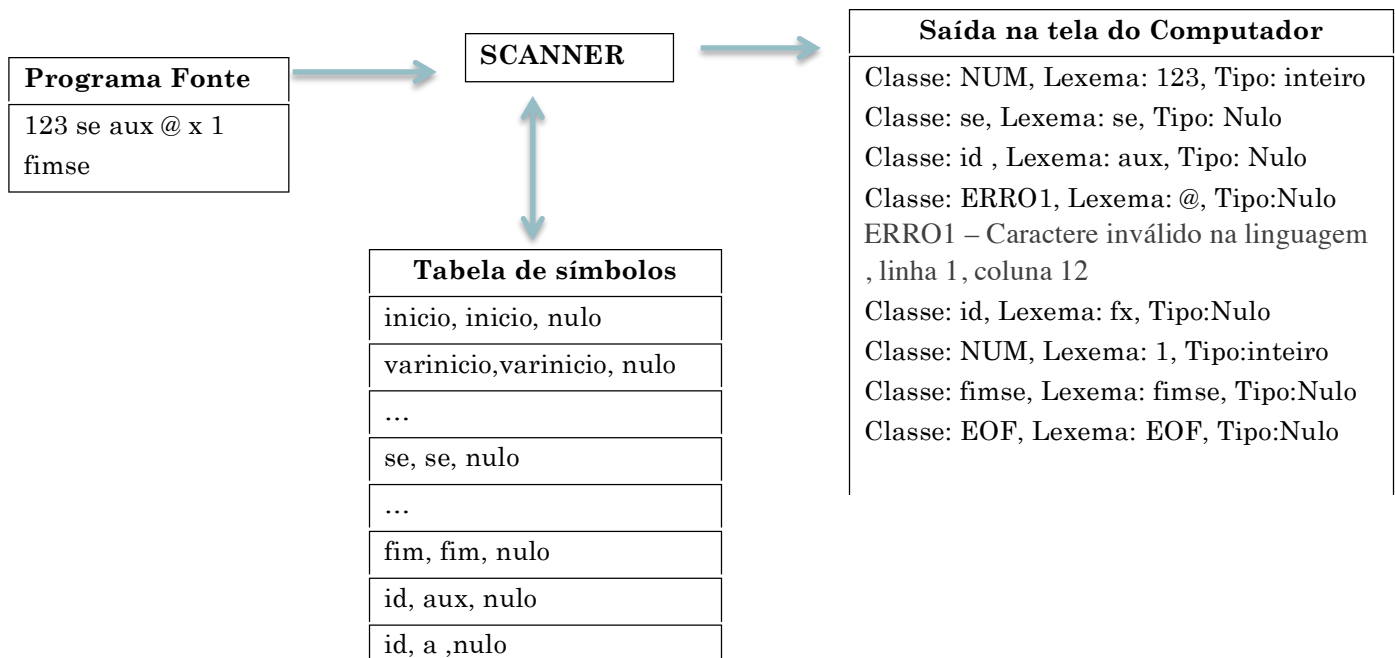 Programa Fonte
123 se aux @ x 1
fimse
SCANNER
Tabela de símbolos
inicio, inicio, nulo
varinicio,varinicio, nulo
...
se, se, nulo
...
fim, fim, nulo
id, aux, nulo
id, a ,nulo
Saída na tela do Computador
Classe: NUM, Lexema: 123, Tipo: inteiro
Classe: se, Lexema: se, Tipo: Nulo
Classe: id , Lexema: aux, Tipo: Nulo
Classe: ERRO1, Lexema: @, Tipo:Nulo
ERRO1 – Caractere inválido na linguagem
, linha 1, coluna 12
Classe: id, Lexema: fx, Tipo:Nulo
Classe: NUM, Lexema: 1, Tipo:inteiro
Classe: fimse, Lexema: fimse, Tipo:Nulo
Classe: EOF, Lexema: EOF, Tipo:Nulo